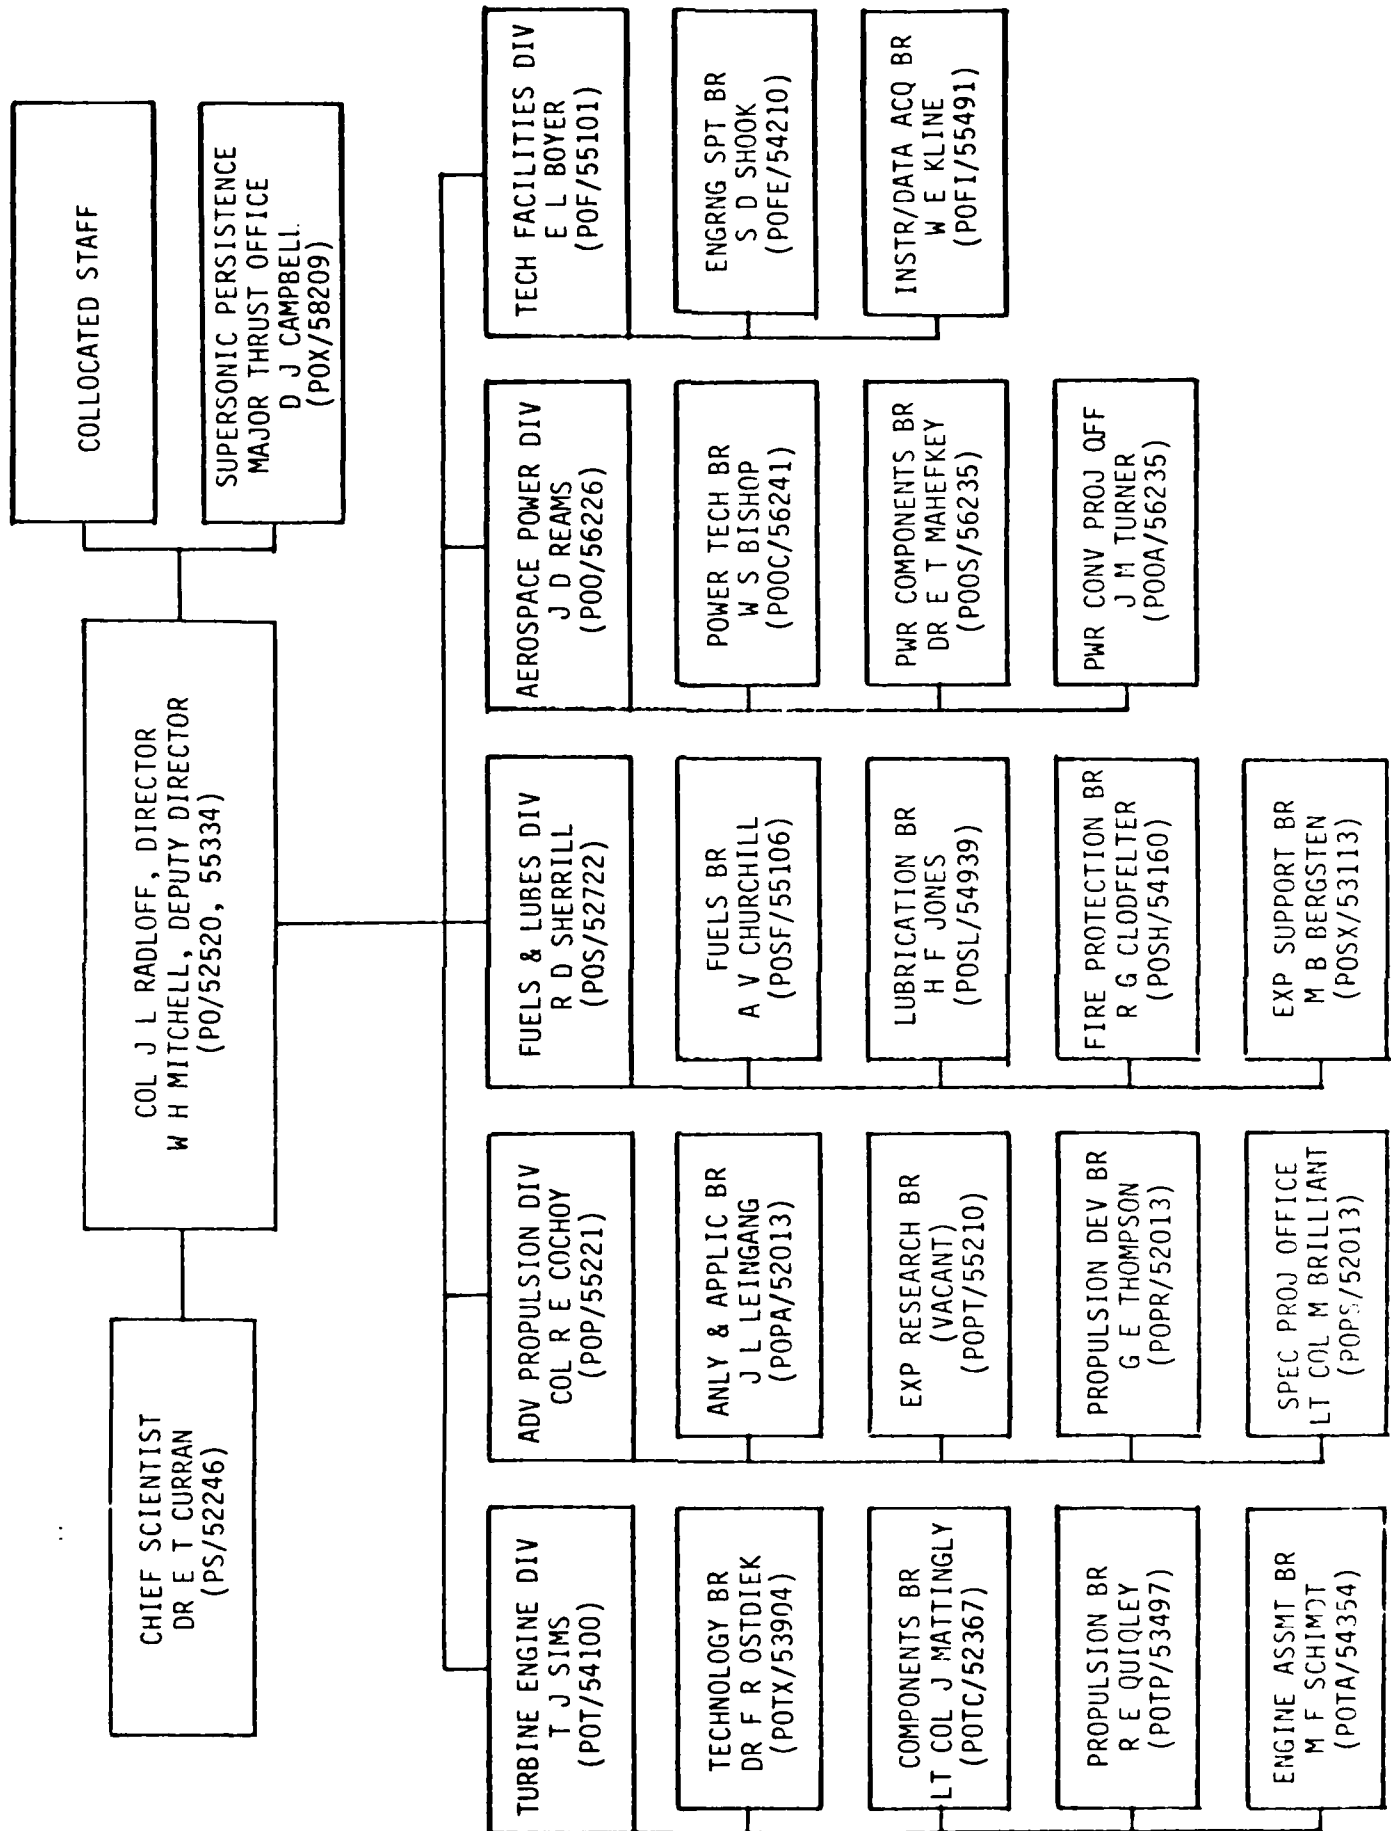 COL J L RADLOFF, DIRECTOR
W H MITCHELL, DEPUTY DIRECTOR
(PO/52520, 55334)
CHIEF SCIENTIST
DR E T CURRAN
(PS/52246)
COLLOCATED STAFF
SUPERSONIC PERSISTENCE
MAJOR THRUST OFFICE
D J CAMPBELL
(POX/58209)
TURBINE ENGINE DIV
T J SIMS
(POT/54100)
TECHNOLOGY BR
DR F R OSTDIEK
(POTX/53904)
COMPONENTS BR
LT COL J MATTINGLY
(POTC/52367)
PROPULSION BR
R E QUIQLEY
(POTP/53497)
ENGINE ASSMT BR
M F SCHIMDT
(POTA/54354)
ADV PROPULSION DIV
COL R E COCHOY
(POP/55221)
ANLY & APPLIC BR
J L LEINGANG
(POPA/52013)
EXP RESEARCH BR
(VACANT)
(POPT/55210)
PROPULSION DEV BR
G E THOMPSON
(POPR/52013)
SPEC PROJ OFFICE
LT COL M BRILLIANT
(POPS/52013)
FUELS & LUBES DIV
R D SHERRILL
(POS/52722)
FUELS BR
A V CHURCHILL
(POSF/55106)
LUBRICATION BR
H F JONES
(POSL/54939)
FIRE PROTECTION BR
R G CLODFELTER
(POSH/54160)
EXP SUPPORT BR
M B BERGSTEN
(POSX/53113)
AEROSPACE POWER DIV
J D REAMS
(POO/56226)
POWER TECH BR
W S BISHOP
(POOC/56241)
PWR COMPONENTS BR
DR E T MAHEFKEY
(POOS/56235)
PWR CONV PROJ OFF
J M TURNER
(POOA/56235)
TECH FACILITIES DIV
E L BOYER
(POF/55101)
ENGRNG SPT BR
S D SHOOK
(POFE/54210)
INSTR/DATA ACQ BR
W E KLINE
(POFI/55491)